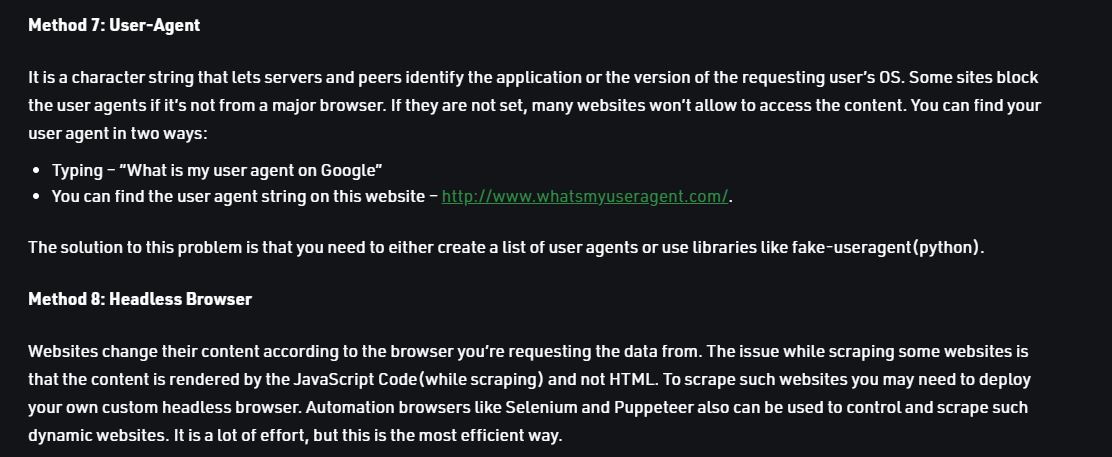 Method 7: User-Agent
It is a character string that lets servers and peers identify the application or the version of the requesting user's OS. Some sites block
the user agents if it's not from a major browser. If they are not set, many websites won't allow to access the content. You can find your
user agent in two ways:
• Typing – "What is my user agent on Google"
• You can find the user agent string on this website – http://www.whatsmyuseragent.com/.
The solution to this problem is that you need to either create a list of user agents or use libraries like fake-useragent(python).
Method 8: Headless Browser
Websites change their content according to the browser you're requesting the data from. The issue while scraping some websites is
that the content is rendered by the JavaScript Code(while scraping) and not HTML. To scrape such websites you may need to deploy
your own custom headless browser. Automation browsers like Selenium and Puppeteer also can be used to control and scrape such
dynamic websites. It is a lot of effort, but this is the most efficient way.